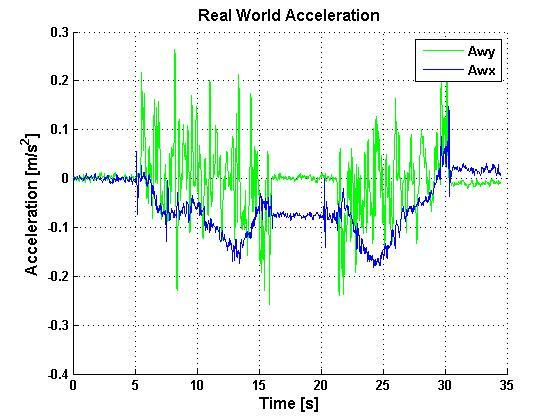 Real World Acceleration
0.3
Awy
Awx
0.2
0.1
0
-0.1
-0.2
-0.3
-0.4
Acceleration [m/s²]
0 5 10 15 20 25 30 35
Time [s]